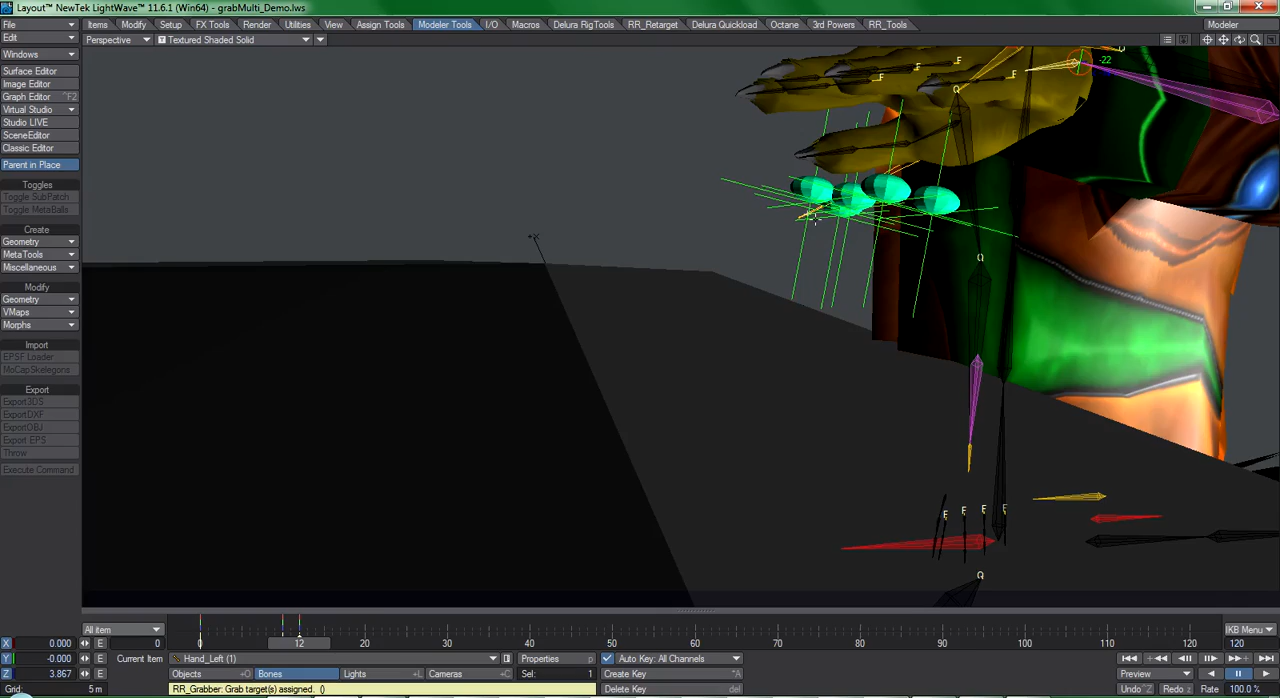 Layout™ NewTek LightWave™ 11.6.1 (Win64) - grabMulti_Demo.lws
File Items Modify Setup FX Tools Render Utilities View Assign Tools Modeler Tools I/O Macros Delura RigTools RR_Retarget Delura Quickload Octane 3rd Powers RR_Tools Modeler
Edit Perspective Textured Shaded Solid
Windows
Surface Editor
Image Editor
Graph Editor ^F2
Virtual Studio
Studio LIVE
SceneEditor
Classic Editor
Parent in Place
Toggles
Toggle SubPatch
Toggle MetaBalls
Create
Geometry
MetaTools
Miscellaneous
Modify
Geometry
VMaps
Morphs
Import
EPSF Loader
MoCapSkelegons
Export
Export3DS
ExportDXF
ExportOBJ
Export EPS
Throw
Execute Command
-22
F F F F
Q
Q
F F F F
Q
All item 0 12 20 30 40 50 60 70 80 90 100 110 120 IKB Menu
X 0.000 E 0 120
Y -0.000 E Current Item Hand_Left (1) Properties p Auto Key: All Channels
Z 3.867 E Objects +O Bones Lights +L Cameras +C Sel: 1 Create Key ^A Preview
Grid: 5 m RR_Grabber: Grab target(s) assigned. () Delete Key del Undo ^Z Redo z Rate 100.0 %